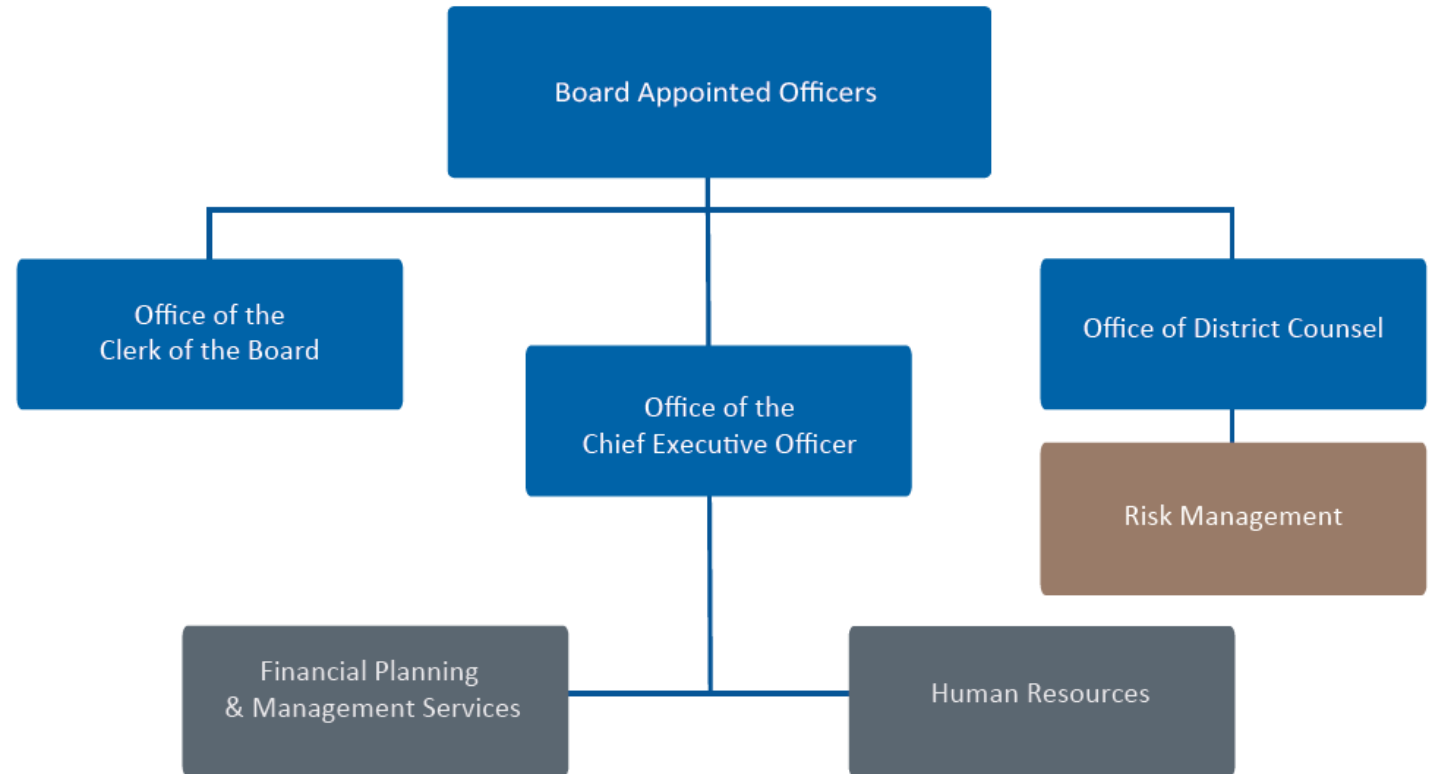 Board Appointed Officers
Office of the
Clerk of the Board
Office of the
Chief Executive Officer
Office of District Counsel
Risk Management
Financial Planning
& Management Services
Human Resources